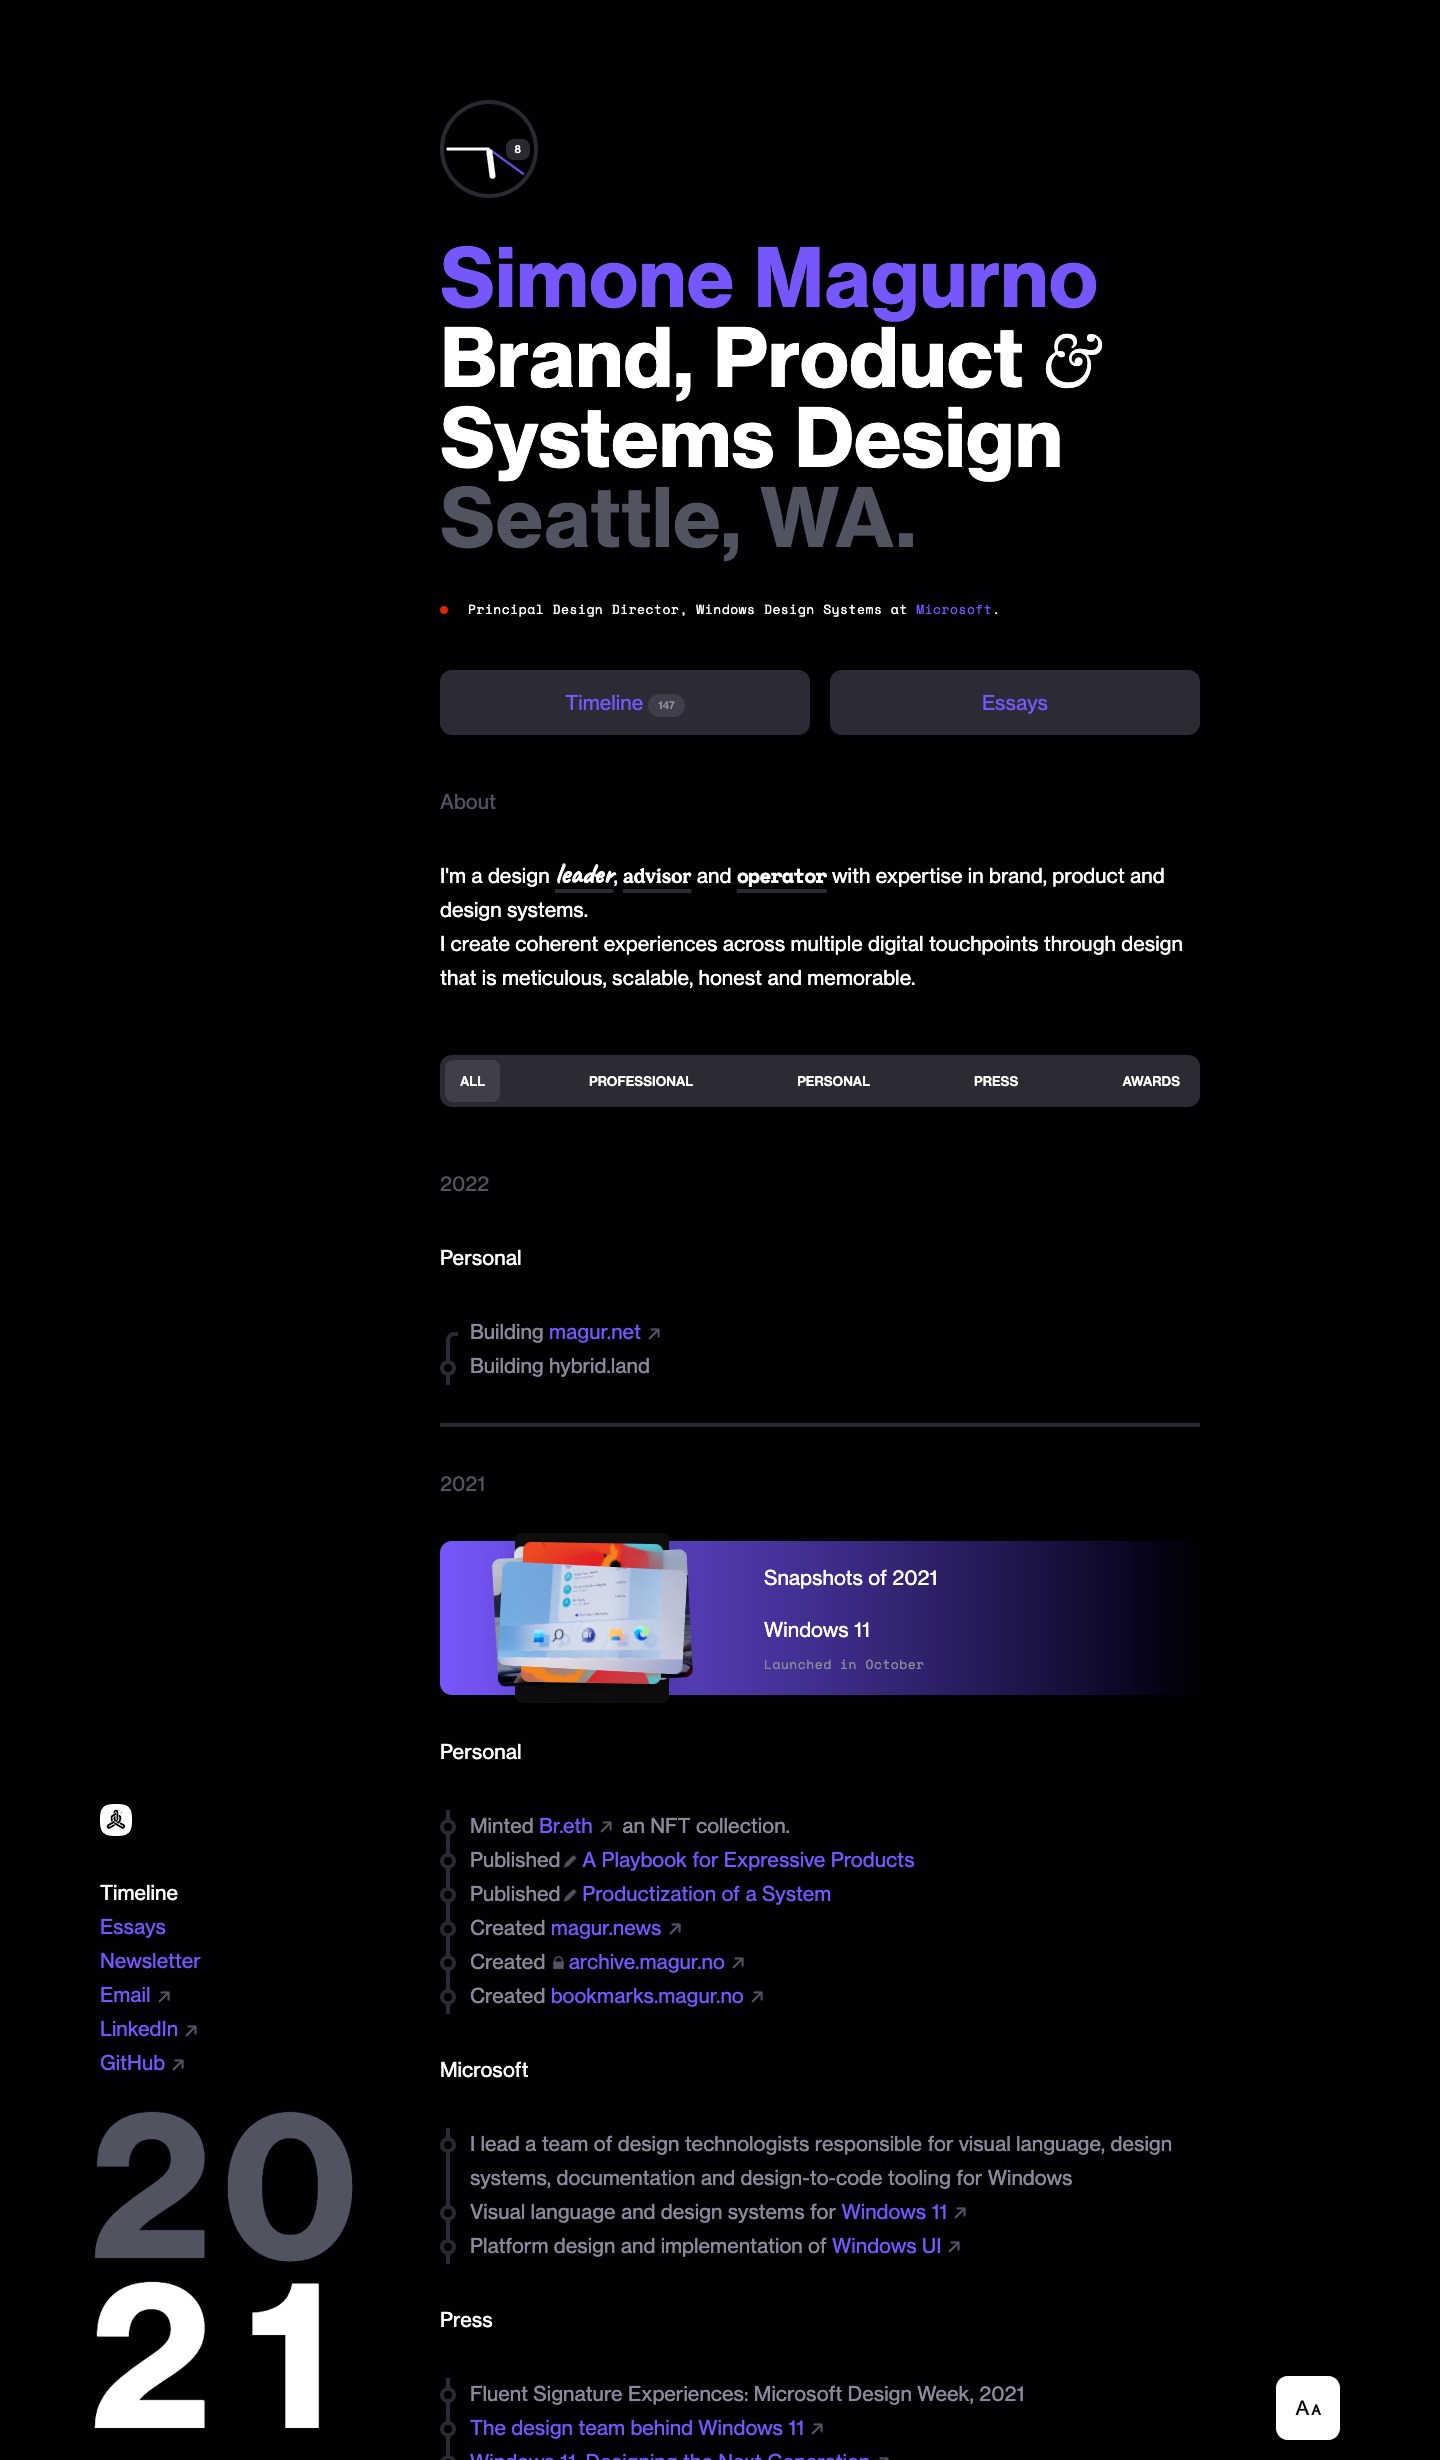 8
Simone Magurno
Brand, Product &
Systems Design
Seattle, WA.
Principal Design Director, Windows Design Systems at Microsoft.
Timeline 147
Essays
About
I'm a design leader, advisor and operator with expertise in brand, product and
design systems.
I create coherent experiences across multiple digital touchpoints through design
that is meticulous, scalable, honest and memorable.
ALL PROFESSIONAL PERSONAL PRESS AWARDS
2022
Personal
Building magur.net ↗
Building hybrid.land
2021
Snapshots of 2021
Windows 11
Launched in October
Personal
Minted Br.eth ↗ an NFT collection.
Published A Playbook for Expressive Products
Published Productization of a System
Created magur.news ↗
Created archive.magur.no ↗
Created bookmarks.magur.no ↗
Microsoft
I lead a team of design technologists responsible for visual language, design
systems, documentation and design-to-code tooling for Windows
Visual language and design systems for Windows 11 ↗
Platform design and implementation of Windows UI ↗
Press
Fluent Signature Experiences: Microsoft Design Week, 2021
The design team behind Windows 11 ↗
Windows 11: Designing the Next Generation
Timeline
Essays
Newsletter
Email ↗
LinkedIn ↗
GitHub ↗
20
21
AA